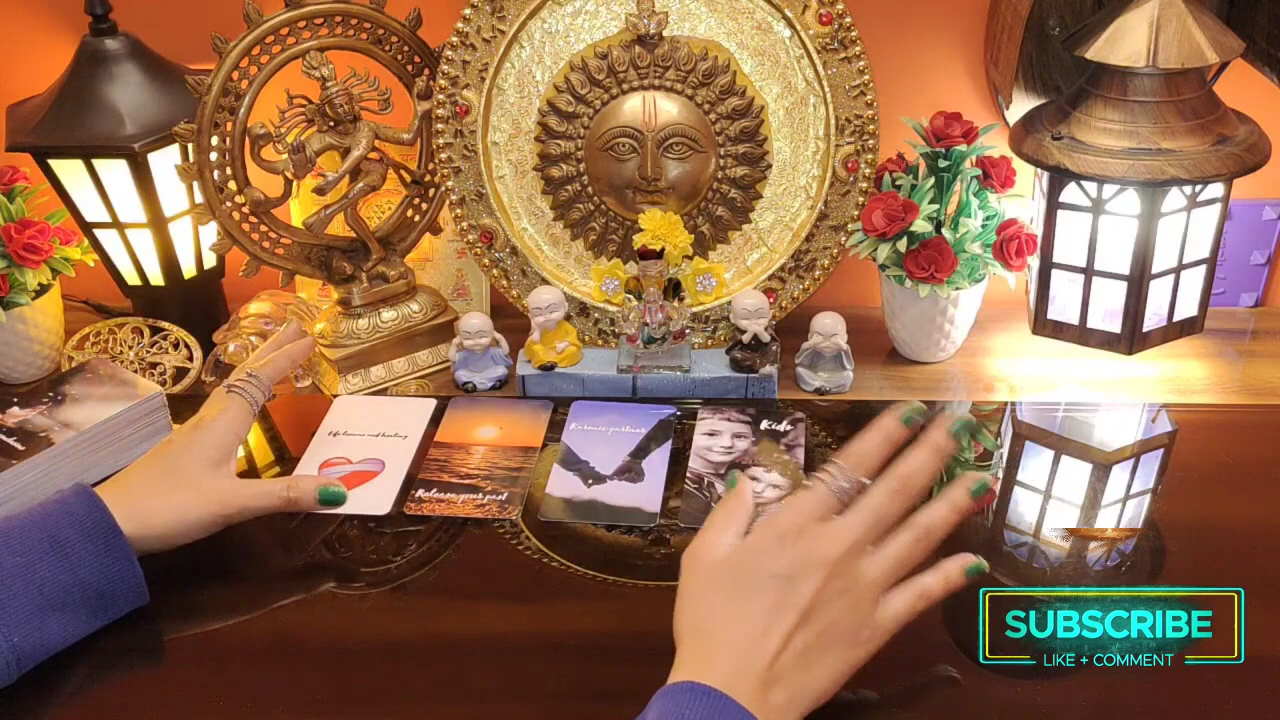 Life lessons and healing
Release your past
Karmic partner
Kids
SUBSCRIBE
LIKE + COMMENT